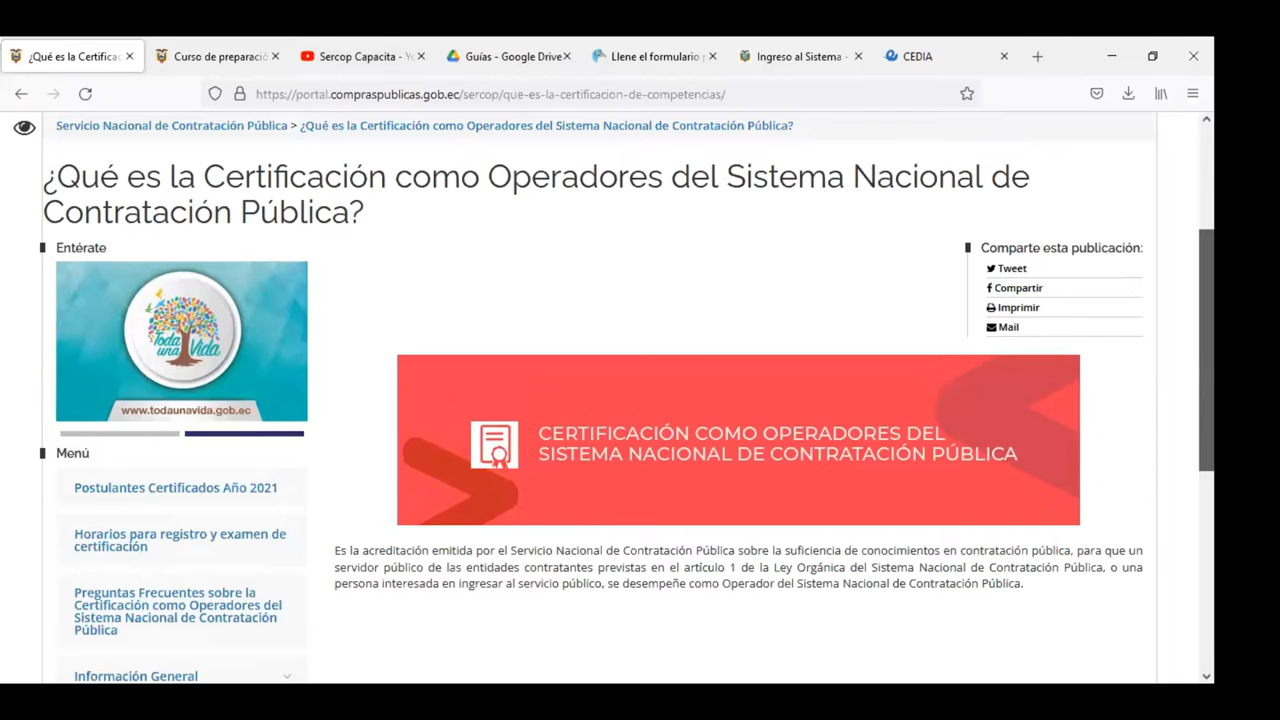 ¿Qué es la Certificac
Curso de preparació
Sercop Capacita - Yo
Guías - Google Drive
Llene el formulario p
Ingreso al Sistema -
CEDIA
https://portal.compraspublicas.gob.ec/sercop/que-es-la-certificacion-de-competencias/
Servicio Nacional de Contratación Pública > ¿Qué es la Certificación como Operadores del Sistema Nacional de Contratación Pública?
¿Qué es la Certificación como Operadores del Sistema Nacional de
Contratación Pública?
Entérate
Toda
una Vida
www.todaunavida.gob.ec
Menú
Postulantes Certificados Año 2021
Horarios para registro y examen de
certificación
Preguntas Frecuentes sobre la
Certificación como Operadores del
Sistema Nacional de Contratación
Pública
Información General
Comparte esta publicación:
Tweet
Compartir
Imprimir
Mail
CERTIFICACIÓN COMO OPERADORES DEL
SISTEMA NACIONAL DE CONTRATACIÓN PÚBLICA
Es la acreditación emitida por el Servicio Nacional de Contratación Pública sobre la suficiencia de conocimientos en contratación pública, para que un
servidor público de las entidades contratantes previstas en el artículo 1 de la Ley Orgánica del Sistema Nacional de Contratación Pública, o una
persona interesada en ingresar al servicio público, se desempeñe como Operador del Sistema Nacional de Contratación Pública.